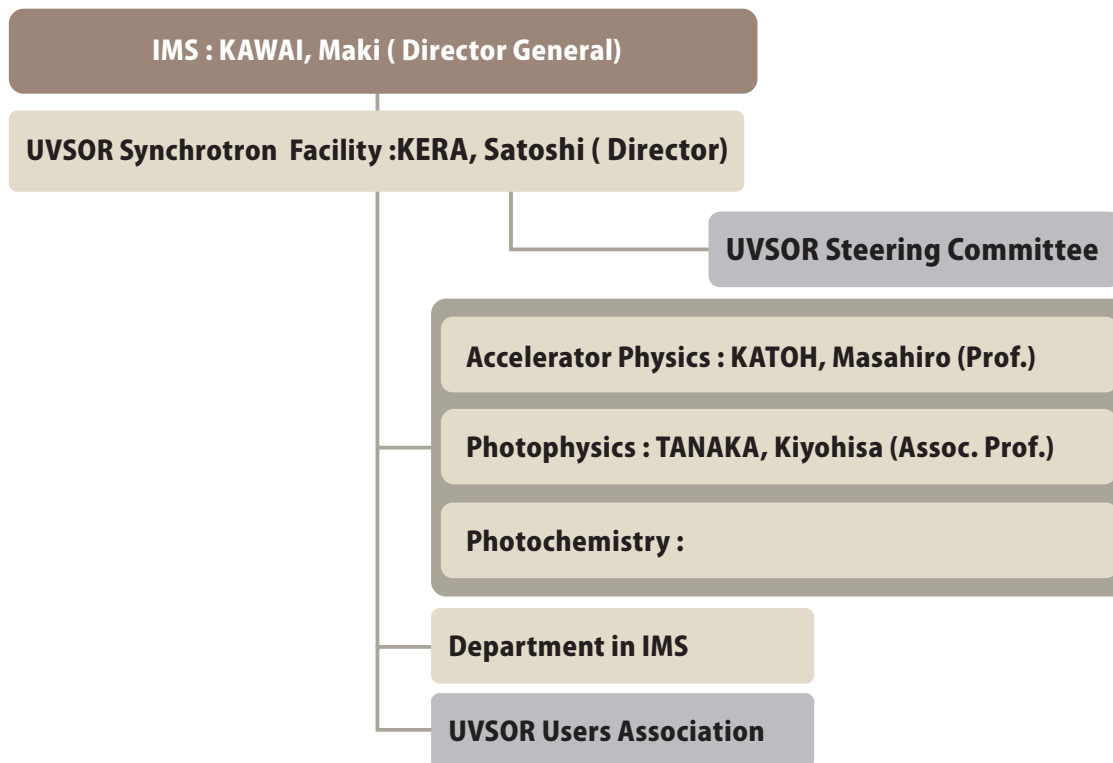 IMS : KAWAI, Maki ( Director General)
UVSOR Synchrotron Facility :KERA, Satoshi ( Director)
UVSOR Steering Committee
Accelerator Physics : KATOH, Masahiro (Prof.)
Photophysics : TANAKA, Kiyohisa (Assoc. Prof.)
Photochemistry :
Department in IMS
UVSOR Users Association